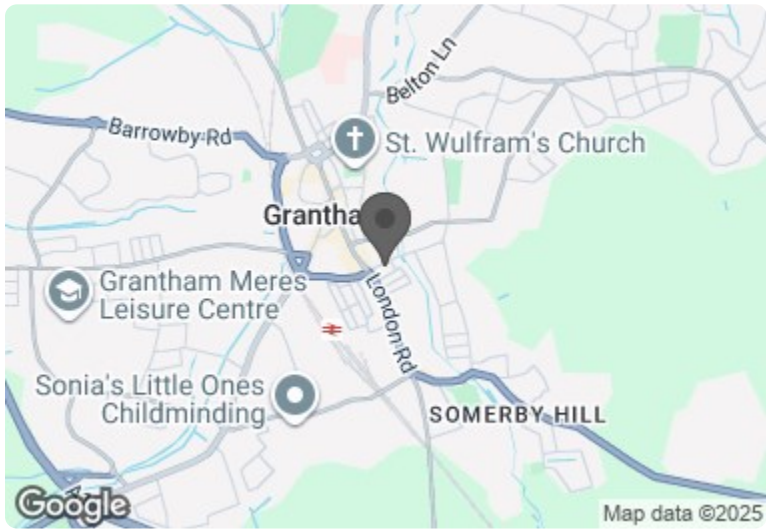 Belton Ln
Barrowby Rd
St. Wulfram's Church
Grantha
Grantham Meres
Leisure Centre
London Rd
Sonia's Little Ones
Childminding
SOMERBY HILL
Google
Map data ©2025